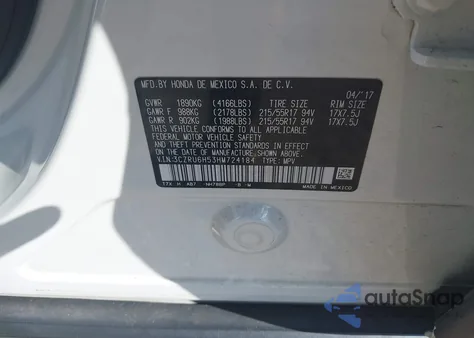 MFD.BY HONDA DE MEXICO S.A. DE C.V. 04/'17
GVWR 1890KG (4166LBS) TIRE SIZE RIM SIZE
GAWR F 988KG (2178LBS) 215/55R17 94V 17X7.5J
GAWR R 902KG (1988LBS) 215/55R17 94V 17X7.5J
THIS VEHICLE CONFORMS TO ALL APPLICABLE
FEDERAL MOTOR VEHICLE SAFETY
AND THEFT PREVENTION STANDARDS IN EFFECT
ON THE DATE OF MANUFACTURE SHOWN ABOVE.
V.I.N:3CZRU6H53HM724184 TYPE: MPV
17X H AB7 NH788P -B -W MADE IN MEXICO
autoSnap